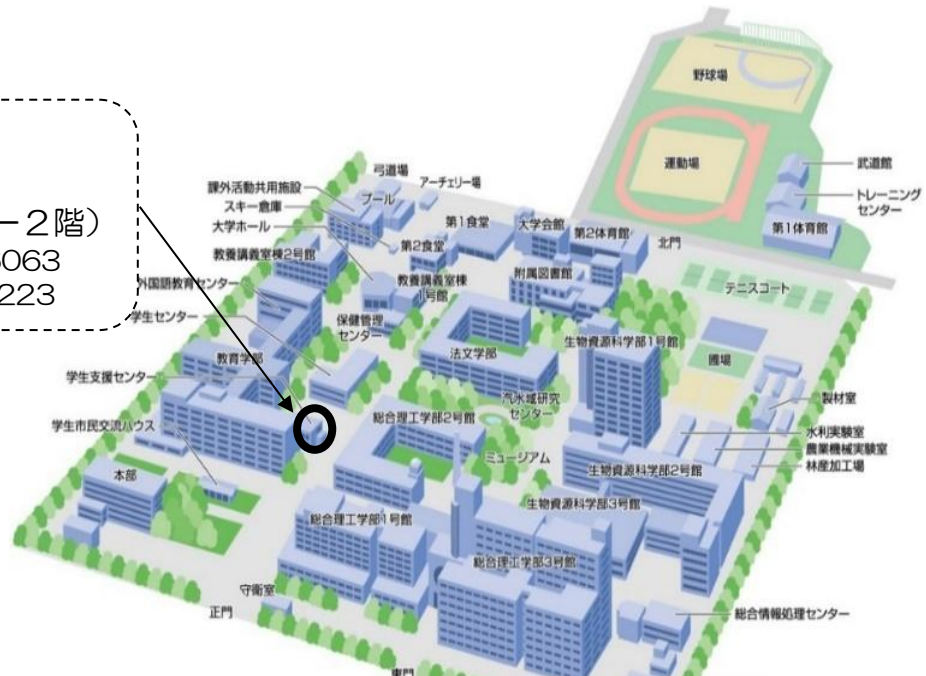 ー２階）
6063
223
野球場
運動場
武道館
トレーニング
センター
第1体育館
弓道場
アーチェリー場
プール
課外活動共用施設
スキー倉庫
大学ホール
第1食堂
大学会館
第2体育館
北門
第2食堂
教養講義室棟2号館
教養講義室棟
1号館
附属図書館
テニスコート
外国語教育センター
学生センター
保健管理
センター
法文学部
生物資源科学部1号館
圃場
教育学部
学生支援センター
汽水域研究
センター
製材室
総合理工学部2号館
学生市民交流ハウス
ミュージアム
水利実験室
農業機械実験室
林産加工場
本部
生物資源科学部2号館
生物資源科学部3号館
総合理工学部1号館
総合理工学部3号館
守衛室
正門
総合情報処理センター
東門